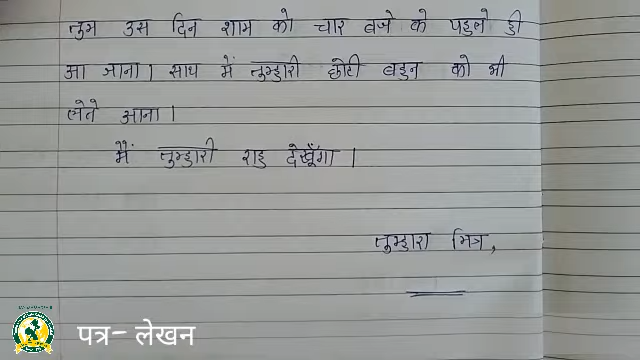 तुम उस दिन शाम को चार बजे के पहले ही
आ जाना। साथ में तुम्हारी छोटी बहन को भी
लेते आना।
मैं तुम्हारी राह देखूँगा।
तुम्हारा मित्र,
पत्र- लेखन